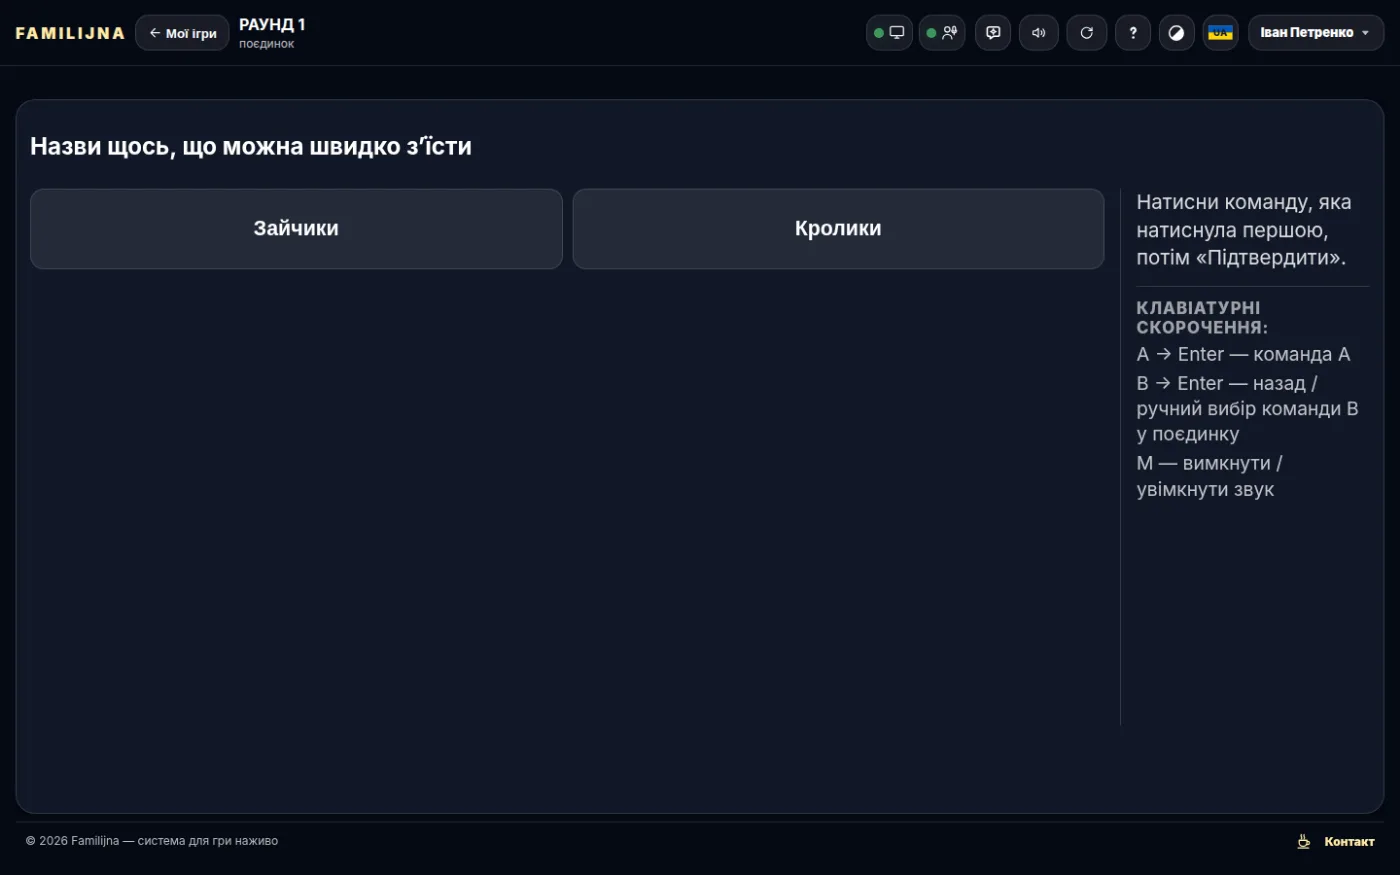 FAMILIJNA
← Мої ігри
РАУНД 1
поєдинок
?
UA
Іван Петренко
Назви щось, що можна швидко з’їсти
Зайчики
Кролики
Натисни команду, яка
натиснула першою,
потім «Підтвердити».
КЛАВІАТУРНІ
СКОРОЧЕННЯ:
A → Enter — команда A
B → Enter — назад /
ручний вибір команди B
у поєдинку
M — вимкнути /
увімкнути звук
© 2026 Familijna — система для гри наживо
Контакт